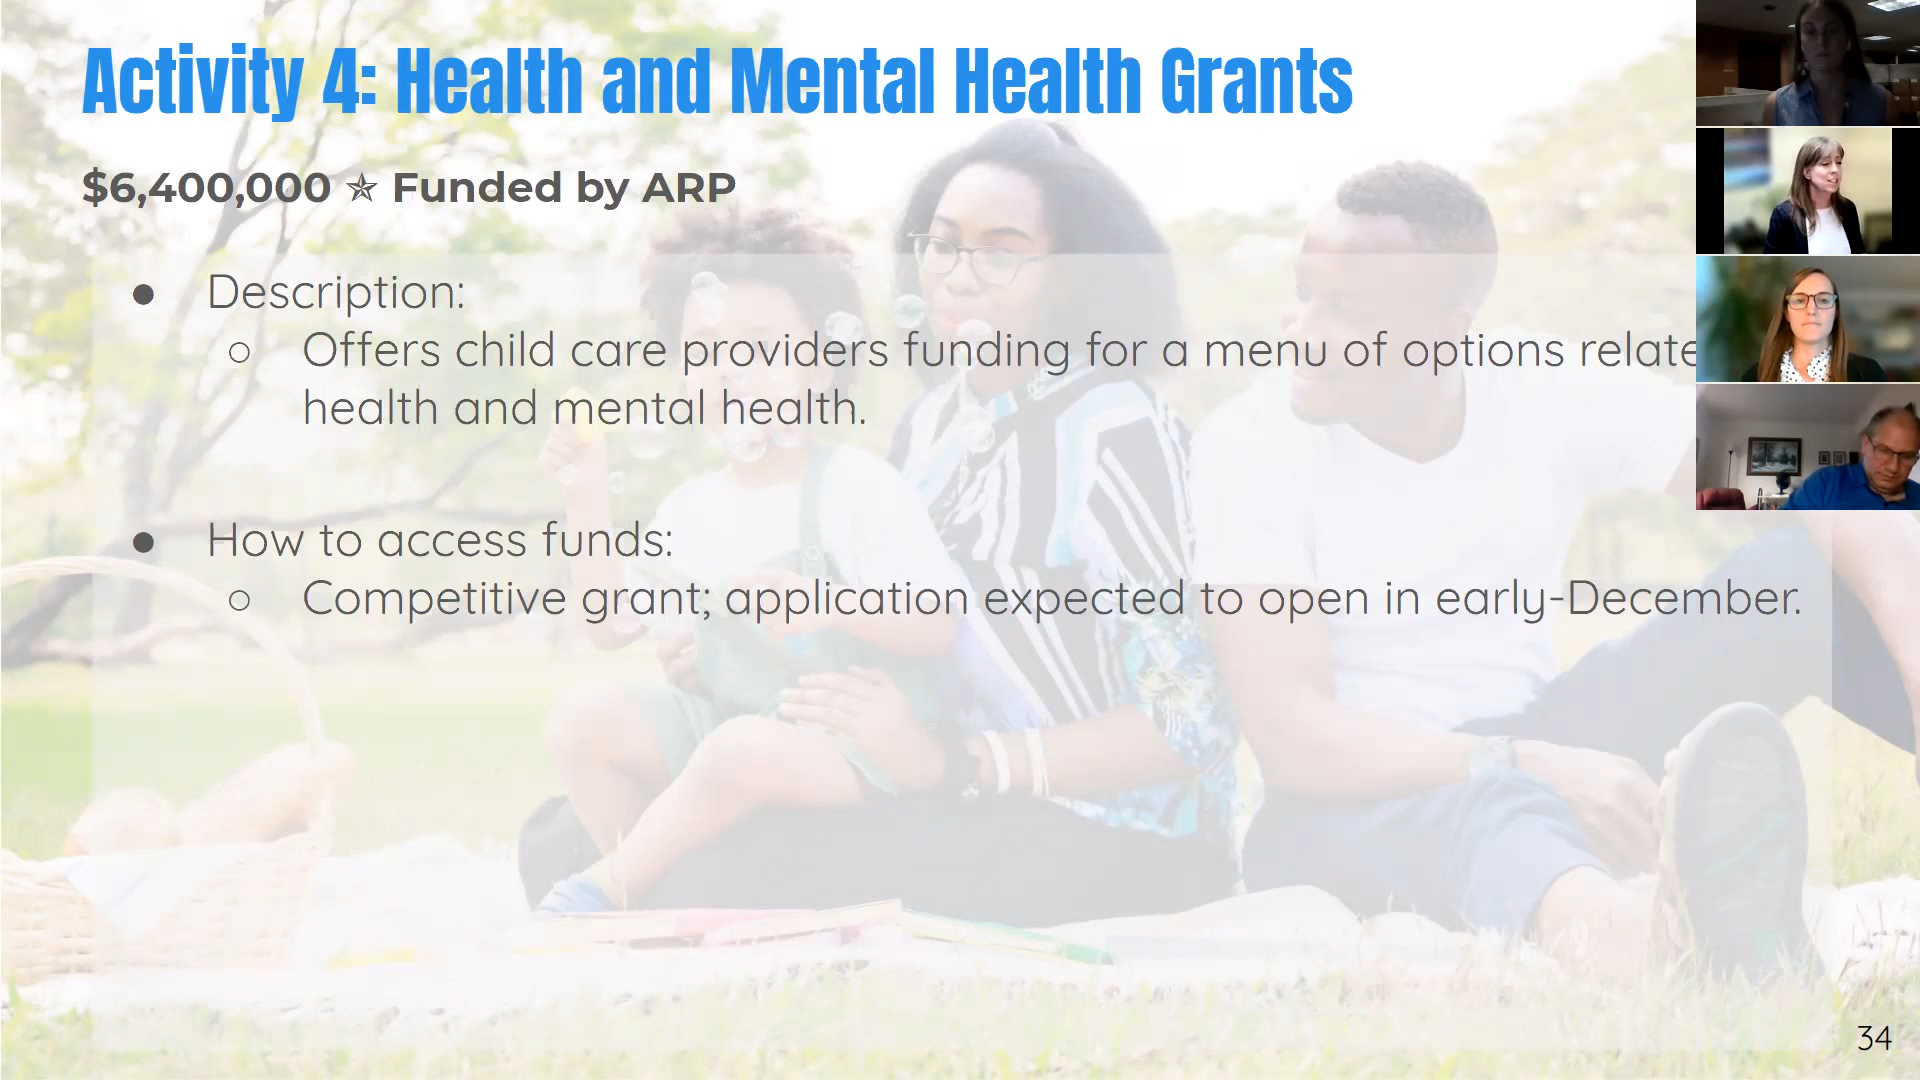 Activity 4: Health and Mental Health Grants
$6,400,000 ✯ Funded by ARP
● Description:
○ Offers child care providers funding for a menu of options relate
health and mental health.
● How to access funds:
○ Competitive grant; application expected to open in early-December.
34